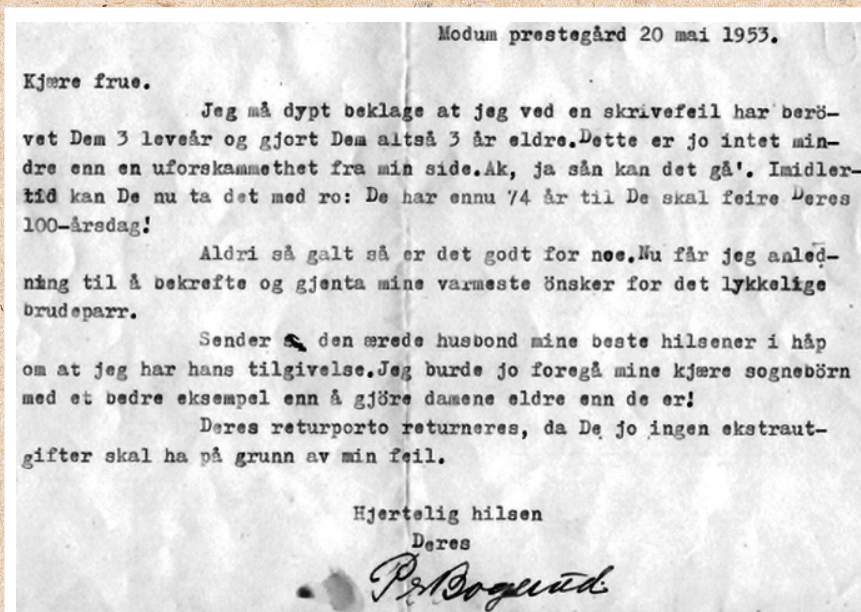 Modum prestegård 20 mai 1953.
Kjære frue.
Jeg må dypt beklage at jeg ved en skrivefeil har berö-
vet Dem 3 leveår og gjort Dem altså 3 år eldre.Dette er jo intet min-
dre enn en uforskammethet fra min side.Ak, ja sån kan det gå'. Imidler-
tid kan De nu ta det med ro: De har ennu 74 år til De skal feire Deres
100-årsdag!
Aldri så galt så er det godt for noe.Nu får jeg anled-
ning til å bekrefte og gjenta mine varmeste önsker for det lykkelige
brudeparr.
Sender den ærede husbond mine beste hilsener i håp
om at jeg har hans tilgivelse.Jeg burde jo foregå mine kjære sognebörn
med et bedre eksempel enn å gjöre damene eldre enn de er!
Deres returporto returneres, da De jo ingen ekstraut-
gifter skal ha på grunn av min feil.
Hjertelig hilsen
Deres
Per Bogerud